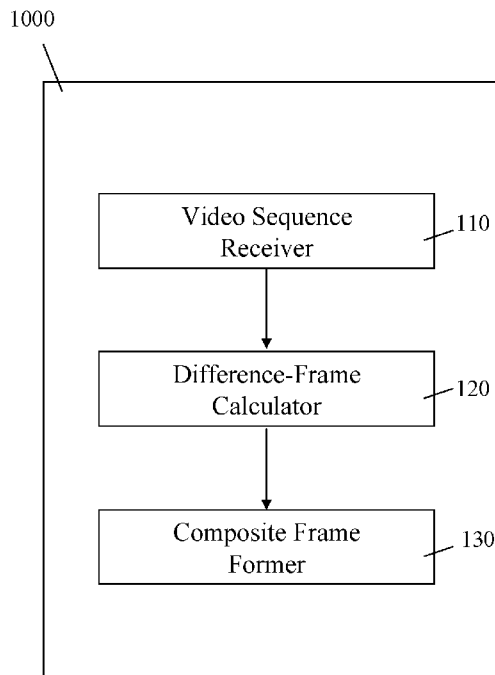 1000
Video Sequence
Receiver
110
Difference-Frame
Calculator
120
Composite Frame
Former
130